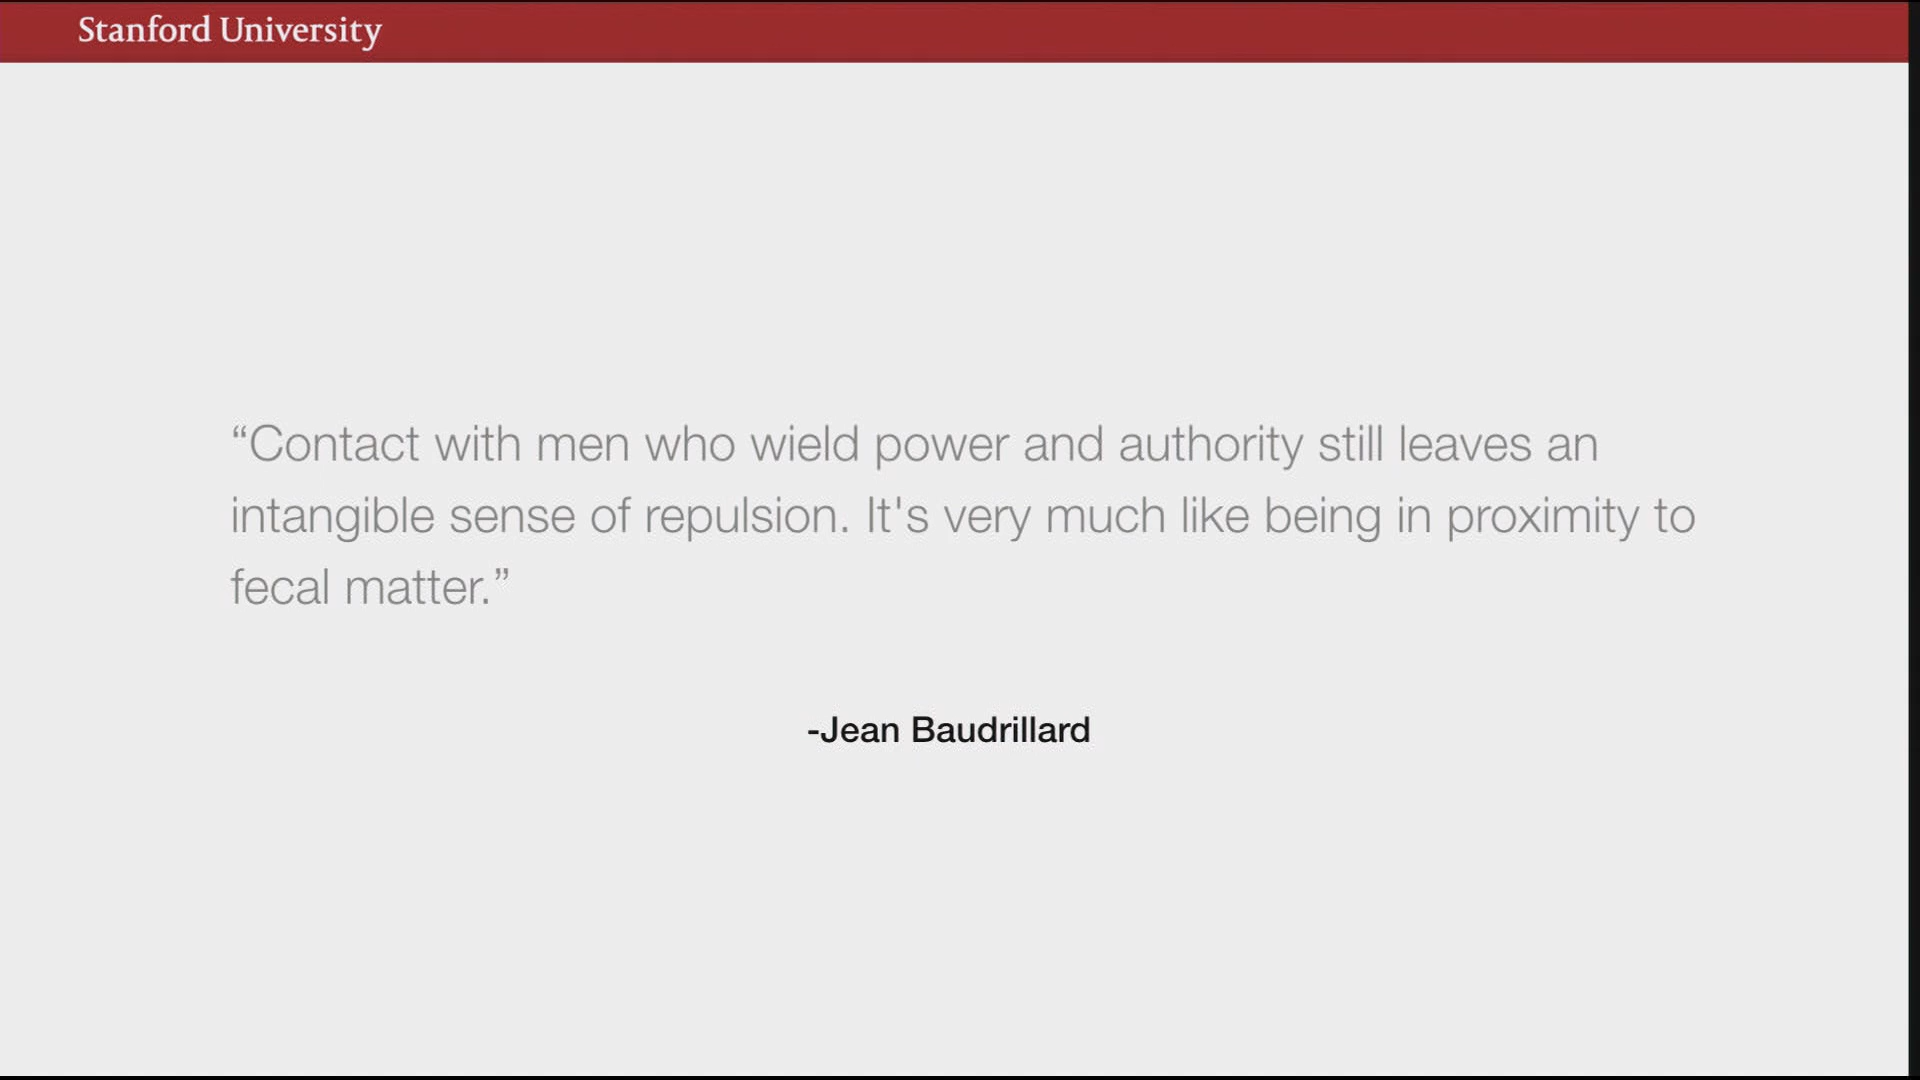 Stanford University
“Contact with men who wield power and authority still leaves an
intangible sense of repulsion. It's very much like being in proximity to
fecal matter.”
-Jean Baudrillard